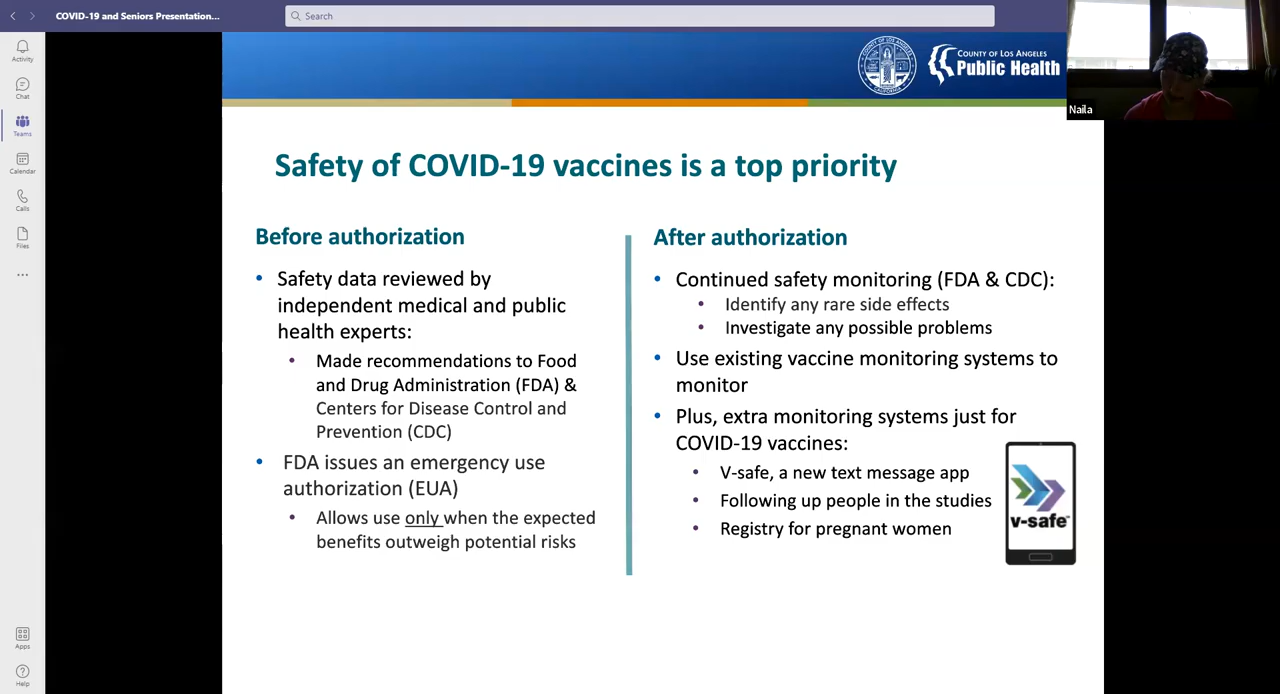 COVID-19 and Seniors Presentation...
Search
Activity
Chat
Teams
Calendar
Calls
Files
...
Apps
Help
COUNTY OF LOS ANGELES
Public Health
Naila
Safety of COVID-19 vaccines is a top priority
Before authorization
• Safety data reviewed by
independent medical and public
health experts:
• Made recommendations to Food
and Drug Administration (FDA) &
Centers for Disease Control and
Prevention (CDC)
• FDA issues an emergency use
authorization (EUA)
• Allows use only when the expected
benefits outweigh potential risks
After authorization
• Continued safety monitoring (FDA & CDC):
• Identify any rare side effects
• Investigate any possible problems
• Use existing vaccine monitoring systems to
monitor
• Plus, extra monitoring systems just for
COVID-19 vaccines:
• V-safe, a new text message app
• Following up people in the studies
• Registry for pregnant women
v-safe™